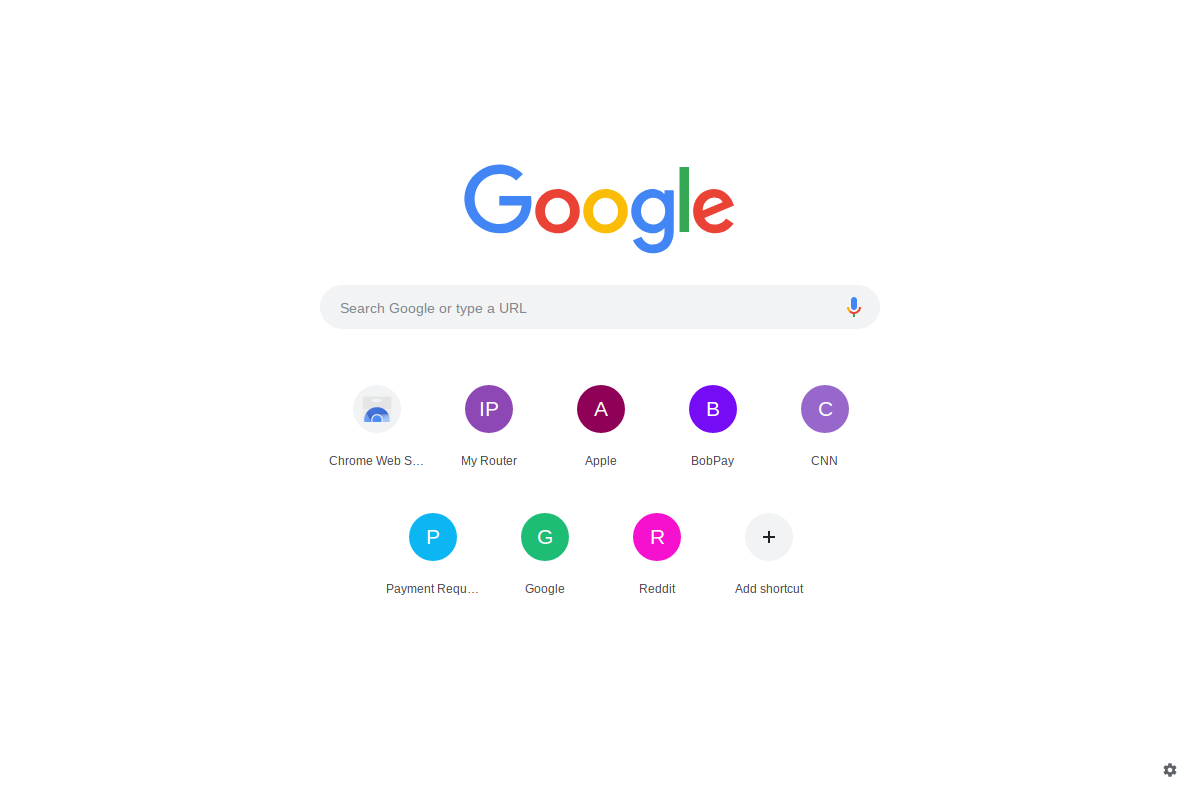 Google
Search Google or type a URL
IP
A
B
C
Chrome Web S…
My Router
Apple
BobPay
CNN
P
G
R
Payment Requ…
Google
Reddit
Add shortcut